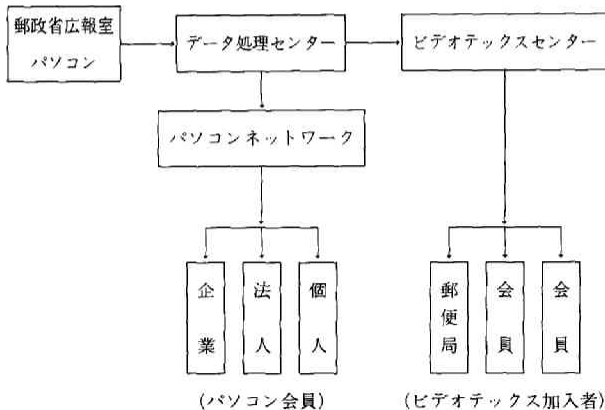 郵政省広報室
パソコン
データ処理センター
ビデオテックスセンター
パソコンネットワーク
企業
法人
個人
郵便局
会員
会員
(パソコン会員)
(ビデオテックス加入者)